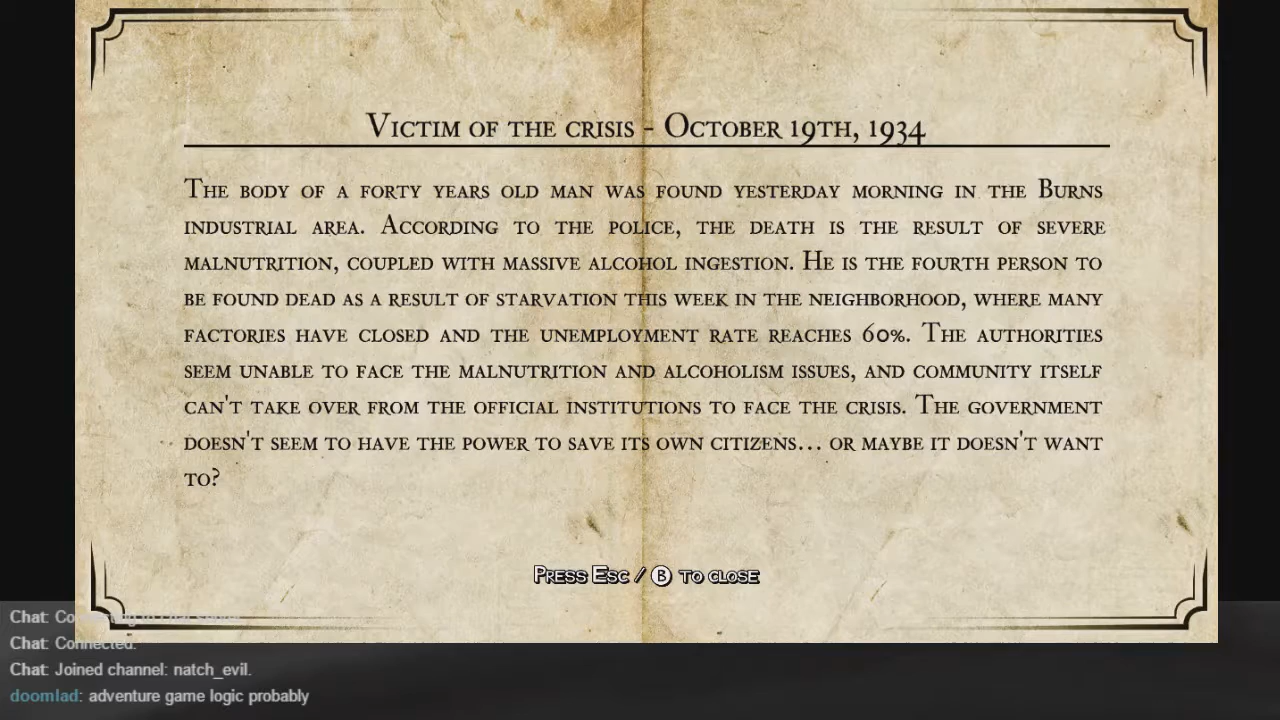 Victim of the crisis - October 19th, 1934
The body of a forty years old man was found yesterday morning in the Burns
industrial area. According to the police, the death is the result of severe
malnutrition, coupled with massive alcohol ingestion. He is the fourth person to
be found dead as a result of starvation this week in the neighborhood, where many
factories have closed and the unemployment rate reaches 60%. The authorities
seem unable to face the malnutrition and alcoholism issues, and community itself
can't take over from the official institutions to face the crisis. The government
doesn't seem to have the power to save its own citizens... or maybe it doesn't want
to?
Press Esc / B to close
Chat: Connecting to chat server
Chat: Connected.
Chat: Joined channel: natch_evil.
doomlad: adventure game logic probably